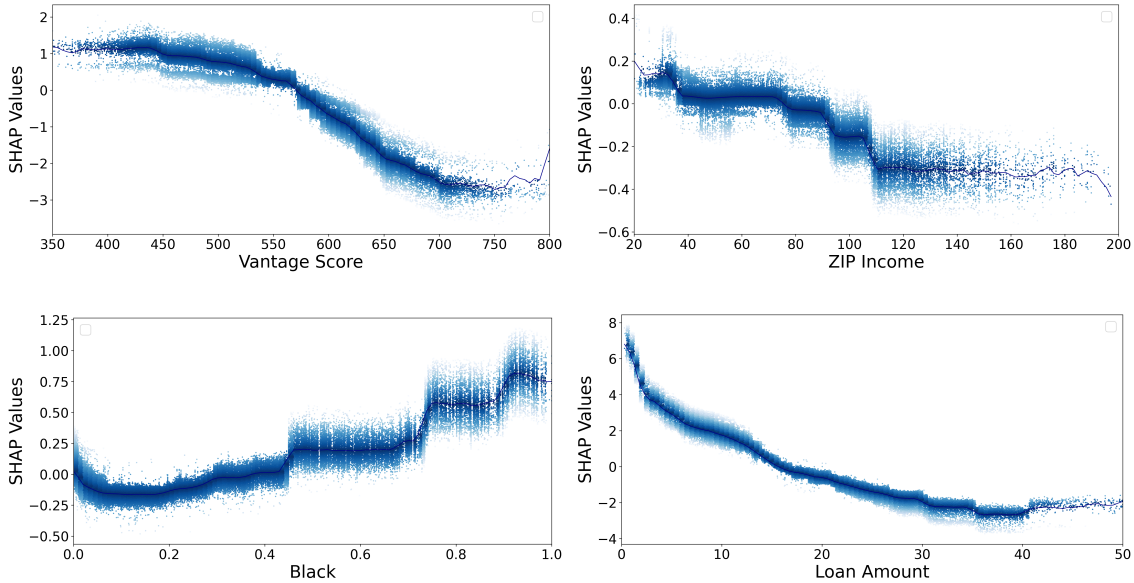 2
1
0
−1
−2
−3
SHAP Values
350 400 450 500 550 600 650 700 750 800
Vantage Score
0.4
0.2
0.0
−0.2
−0.4
−0.6
SHAP Values
20 40 60 80 100 120 140 160 180 200
ZIP Income
1.25
1.00
0.75
0.50
0.25
0.00
−0.25
−0.50
SHAP Values
0.0 0.2 0.4 0.6 0.8 1.0
Black
8
6
4
2
0
−2
−4
SHAP Values
0 10 20 30 40 50
Loan Amount